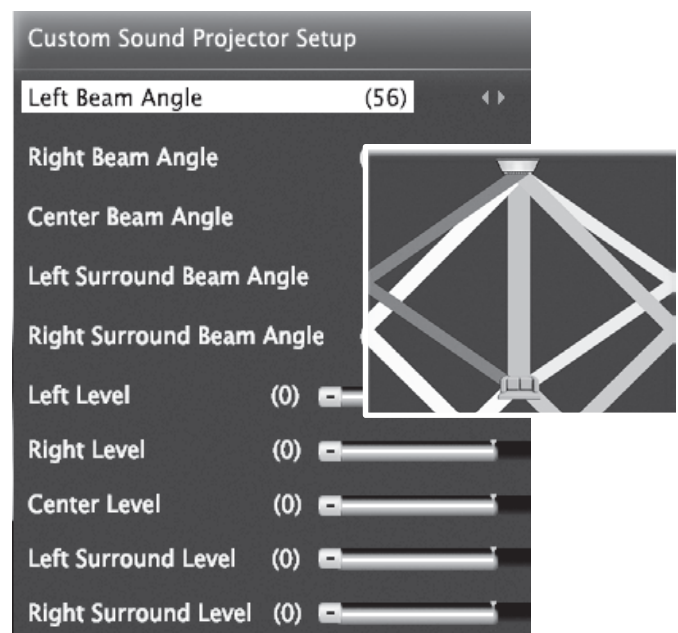 Custom Sound Projector Setup
Left Beam Angle (56)
Right Beam Angle
Center Beam Angle
Left Surround Beam Angle
Right Surround Beam Angle
Left Level (0)
Right Level (0)
Center Level (0)
Left Surround Level (0)
Right Surround Level (0)